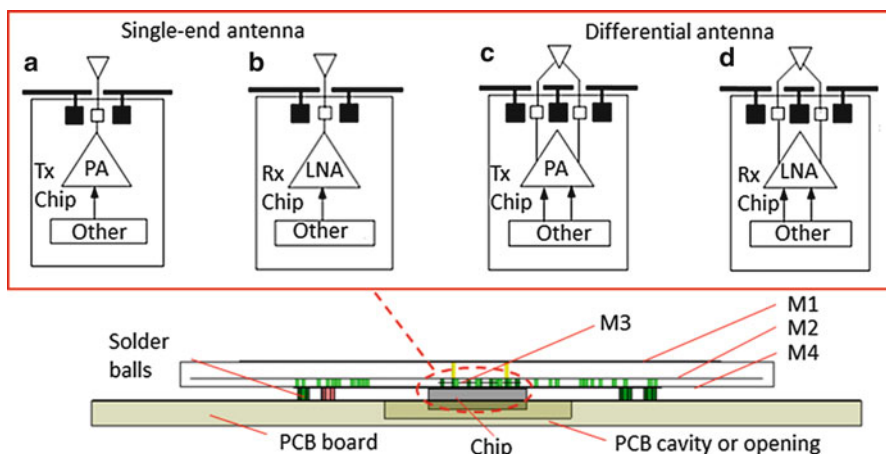 Single-end antenna
Differential antenna
a
b
c
d
Tx
Chip
PA
Other
Rx
Chip
LNA
Other
Tx
Chip
PA
Other
Rx
Chip
LNA
Other
Solder
balls
M3
M1
M2
M4
PCB board
Chip
PCB cavity or opening